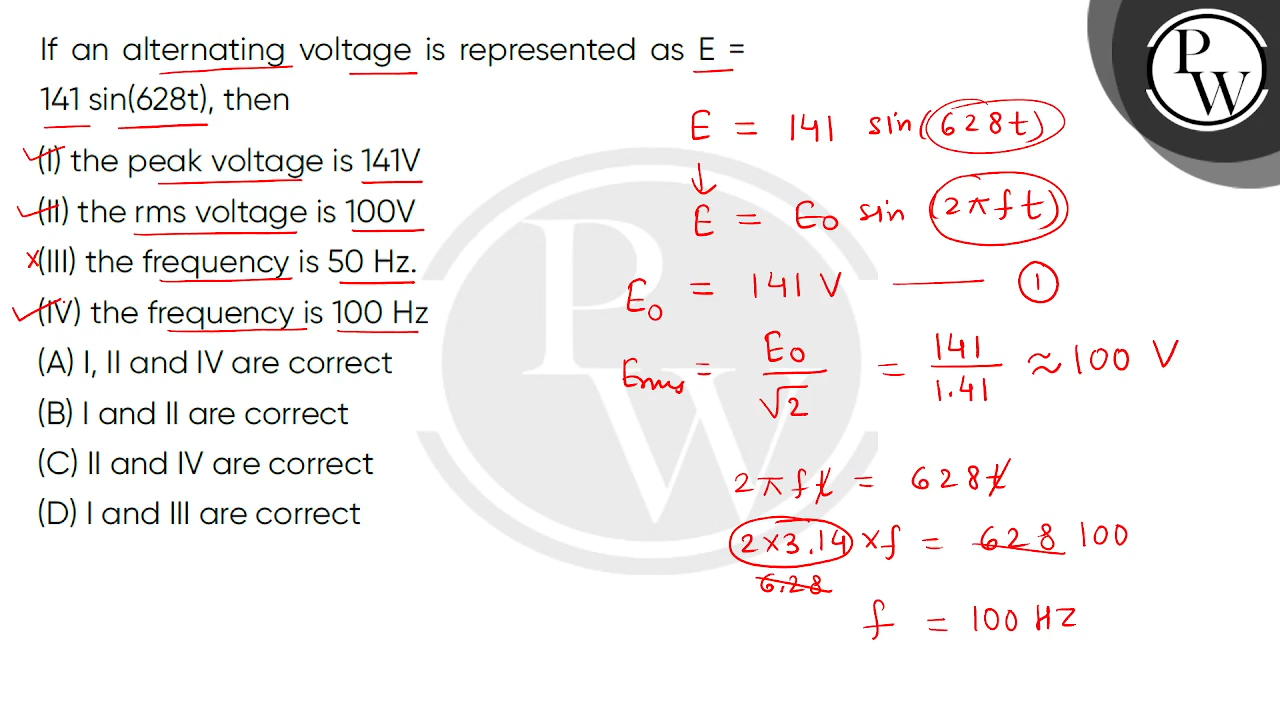 If an alternating voltage is represented as E =
141 sin(628t), then
(I) the peak voltage is 141V
(II) the rms voltage is 100V
(III) the frequency is 50 Hz.
(IV) the frequency is 100 Hz
(A) I, II and IV are correct
(B) I and II are correct
(C) II and IV are correct
(D) I and III are correct
PW
E = 141 sin(628t)
↓
E = E₀ sin (2πft)
E₀ = 141 V —— ①
Erms = E₀/√2 = 141/1.41 ≈ 100 V
2πft = 628t
2×3.14 × f = 628 100
6.28
f = 100 HZ
PW